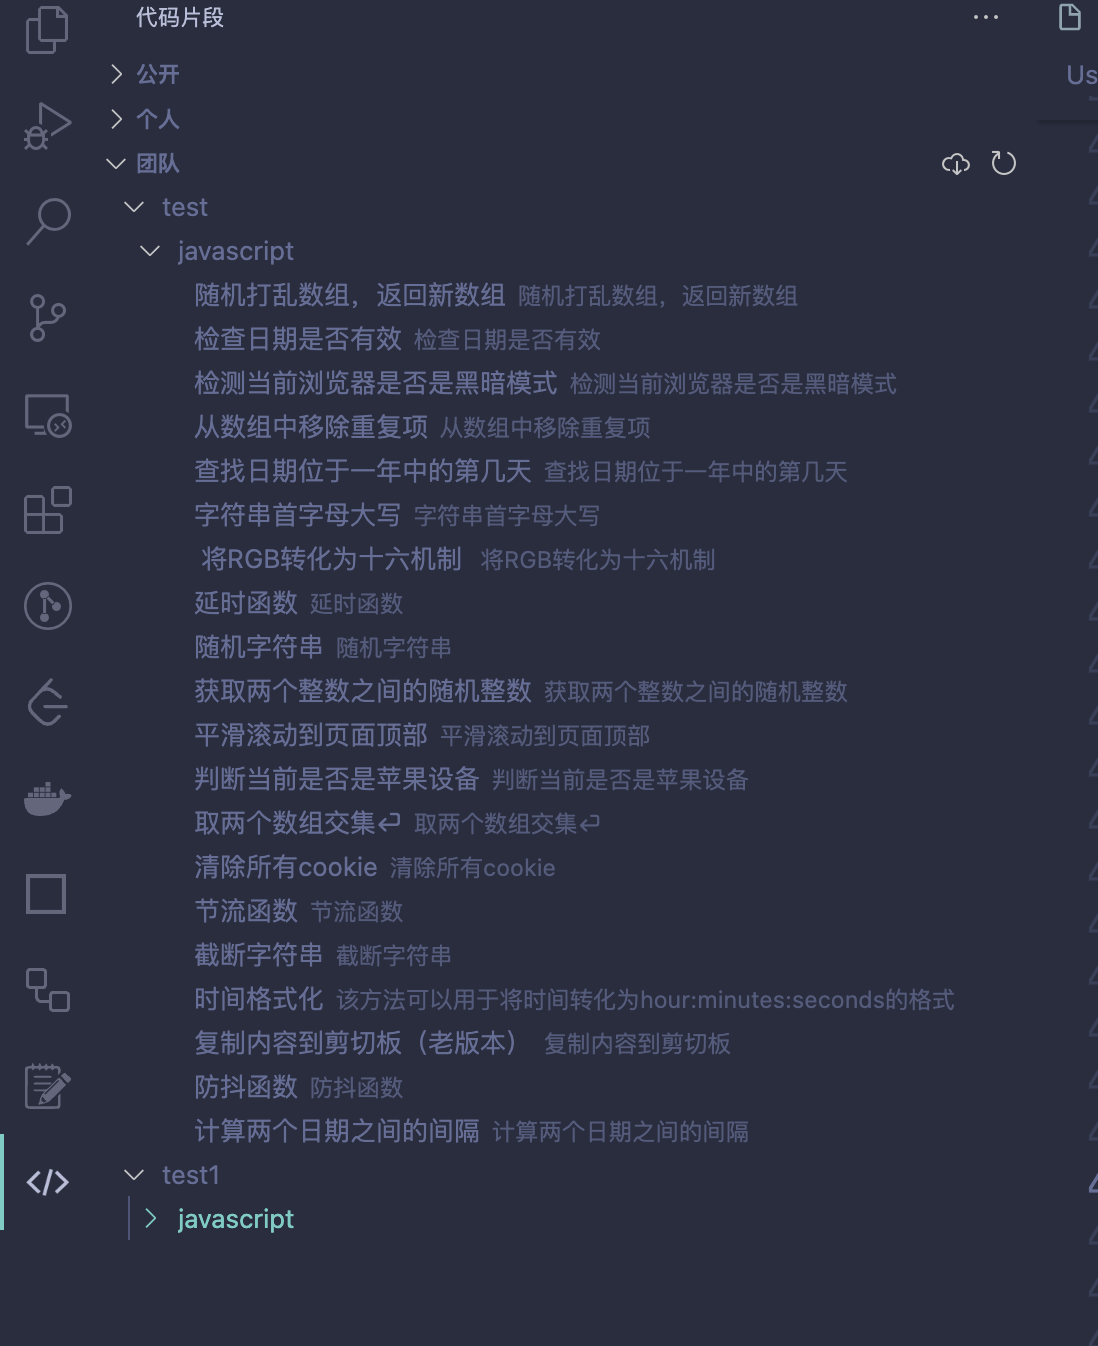 代码片段
Us
公开
个人
团队
test
javascript
随机打乱数组，返回新数组 随机打乱数组，返回新数组
检查日期是否有效 检查日期是否有效
检测当前浏览器是否是黑暗模式 检测当前浏览器是否是黑暗模式
从数组中移除重复项 从数组中移除重复项
查找日期位于一年中的第几天 查找日期位于一年中的第几天
字符串首字母大写 字符串首字母大写
将RGB转化为十六机制 将RGB转化为十六机制
延时函数 延时函数
随机字符串 随机字符串
获取两个整数之间的随机整数 获取两个整数之间的随机整数
平滑滚动到页面顶部 平滑滚动到页面顶部
判断当前是否是苹果设备 判断当前是否是苹果设备
取两个数组交集⏎ 取两个数组交集⏎
清除所有cookie 清除所有cookie
节流函数 节流函数
截断字符串 截断字符串
时间格式化 该方法可以用于将时间转化为hour:minutes:seconds的格式
复制内容到剪切板（老版本） 复制内容到剪切板
防抖函数 防抖函数
计算两个日期之间的间隔 计算两个日期之间的间隔
test1
javascript